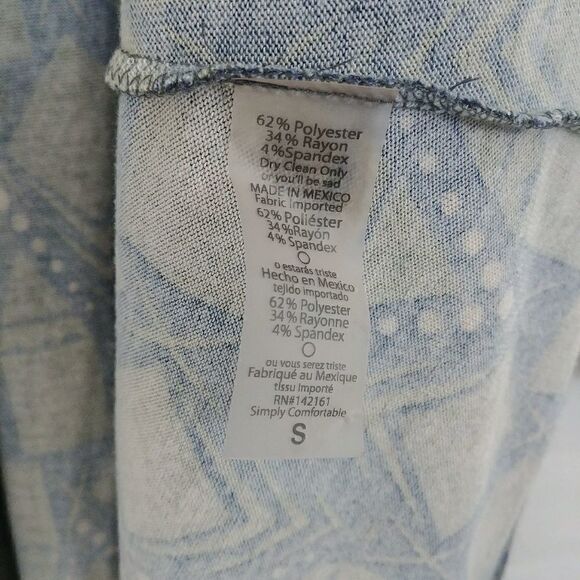 62% Polyester
34% Rayon
4%Spandex
Dry Clean Only
or you'll be sad
MADE IN MEXICO
Fabric Imported
62% Poliéster
34%Rayón
4% Spandex
o estarás triste
Hecho en Mexico
tejido importado
62% Polyester
34% Rayonne
4% Spandex
ou vous serez triste
Fabriqué au Mexique
tissu importé
RN#142161
Simply Comfortable
S